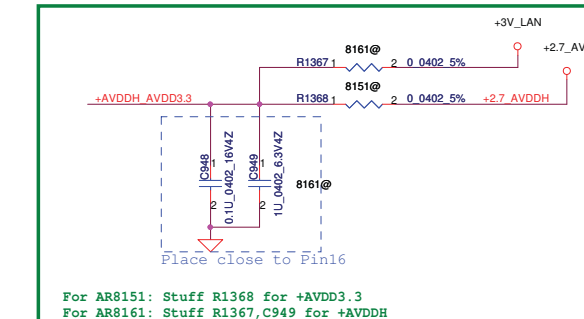 +3V_LAN
+2.7_AV
8161@
R1367 1 2 0_0402_5%
8151@
+AVDDH_AVDD3.3 R1368 1 2 0_0402_5% +2.7_AVDDH
C948 1 2 0.1U_0402_16V4Z
C949 1 2 1U_0402_6.3V4Z
8161@
Place close to Pin16
For AR8151: Stuff R1368 for +AVDD3.3
For AR8161: Stuff R1367,C949 for +AVDDH